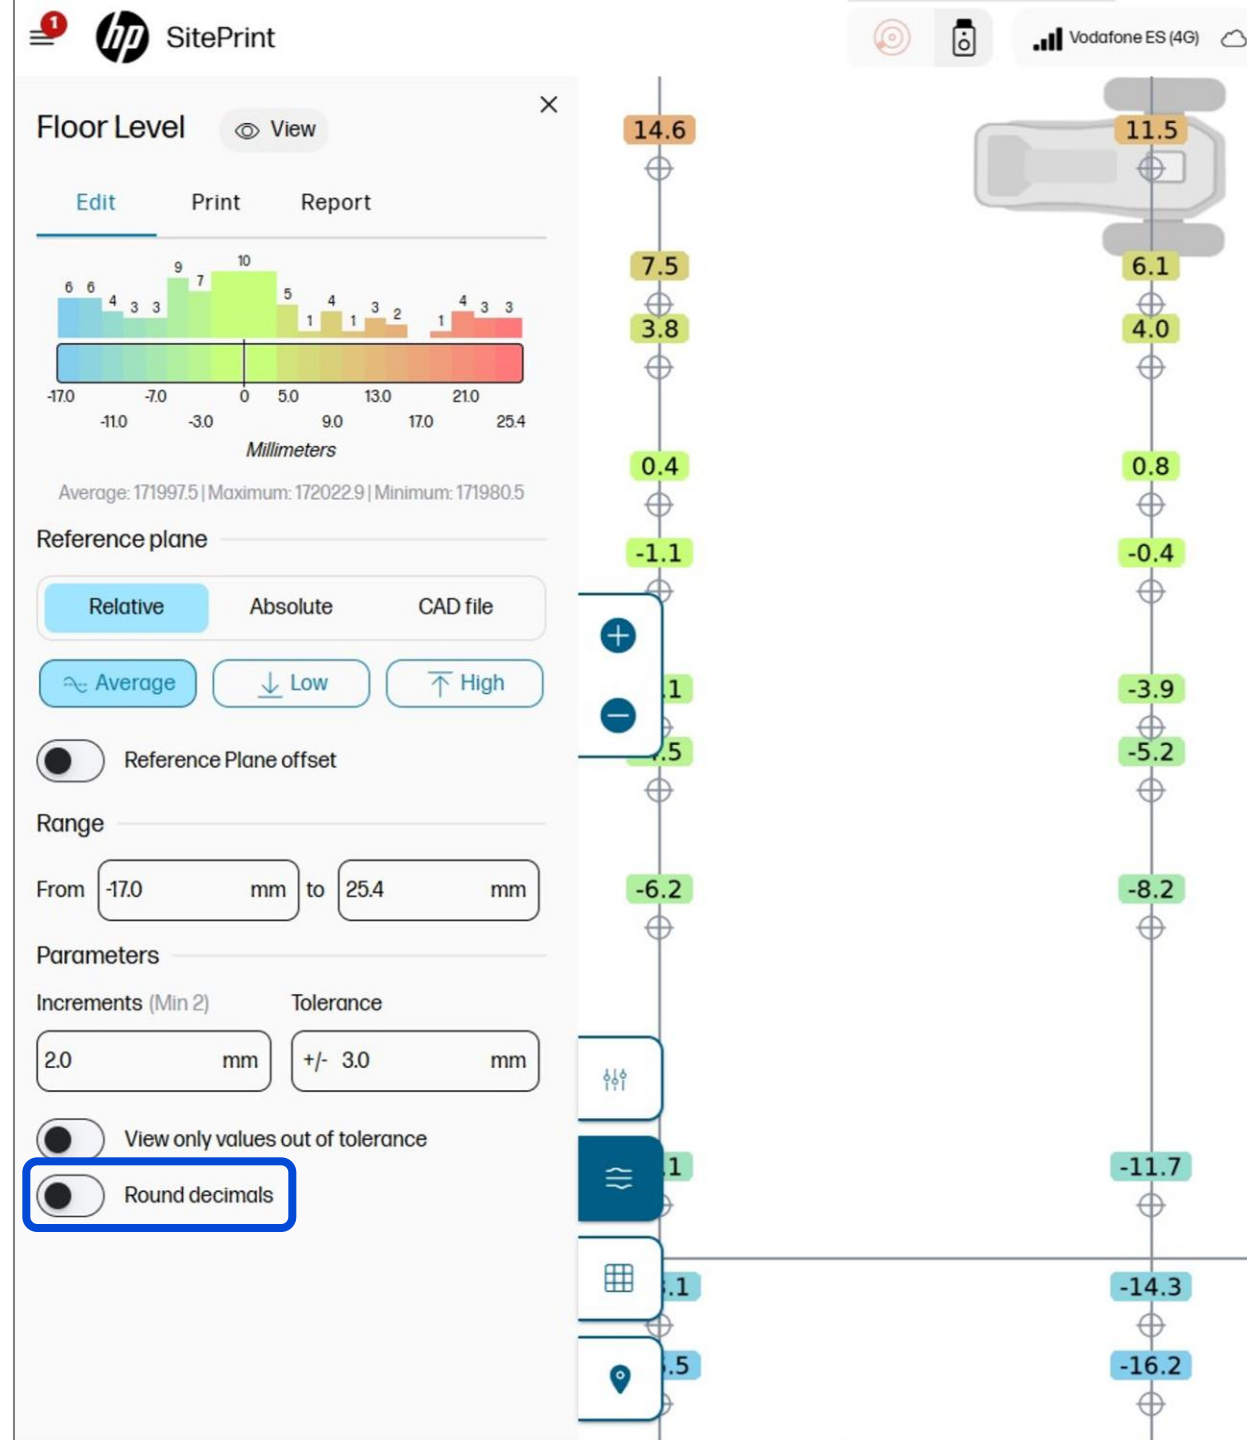 1
hp SitePrint
Vodafone ES (4G)
Floor Level
View
Edit Print Report
6 6 4 3 3 9 7 10 5 1 4 1 3 2 1 4 3 3
-17.0 -7.0 0 5.0 13.0 21.0
-11.0 -3.0 9.0 17.0 25.4
Millimeters
Average: 171997.5 | Maximum: 172022.9 | Minimum: 171980.5
Reference plane
Relative Absolute CAD file
Average Low High
Reference Plane offset
Range
From -17.0 mm to 25.4 mm
Parameters
Increments (Min 2) Tolerance
2.0 mm +/- 3.0 mm
View only values out of tolerance
Round decimals
14.6 11.5
7.5 6.1
3.8 4.0
0.4 0.8
-1.1 -0.4
.1 -3.9
.5 -5.2
-6.2 -8.2
.1 -11.7
.1 -14.3
.5 -16.2